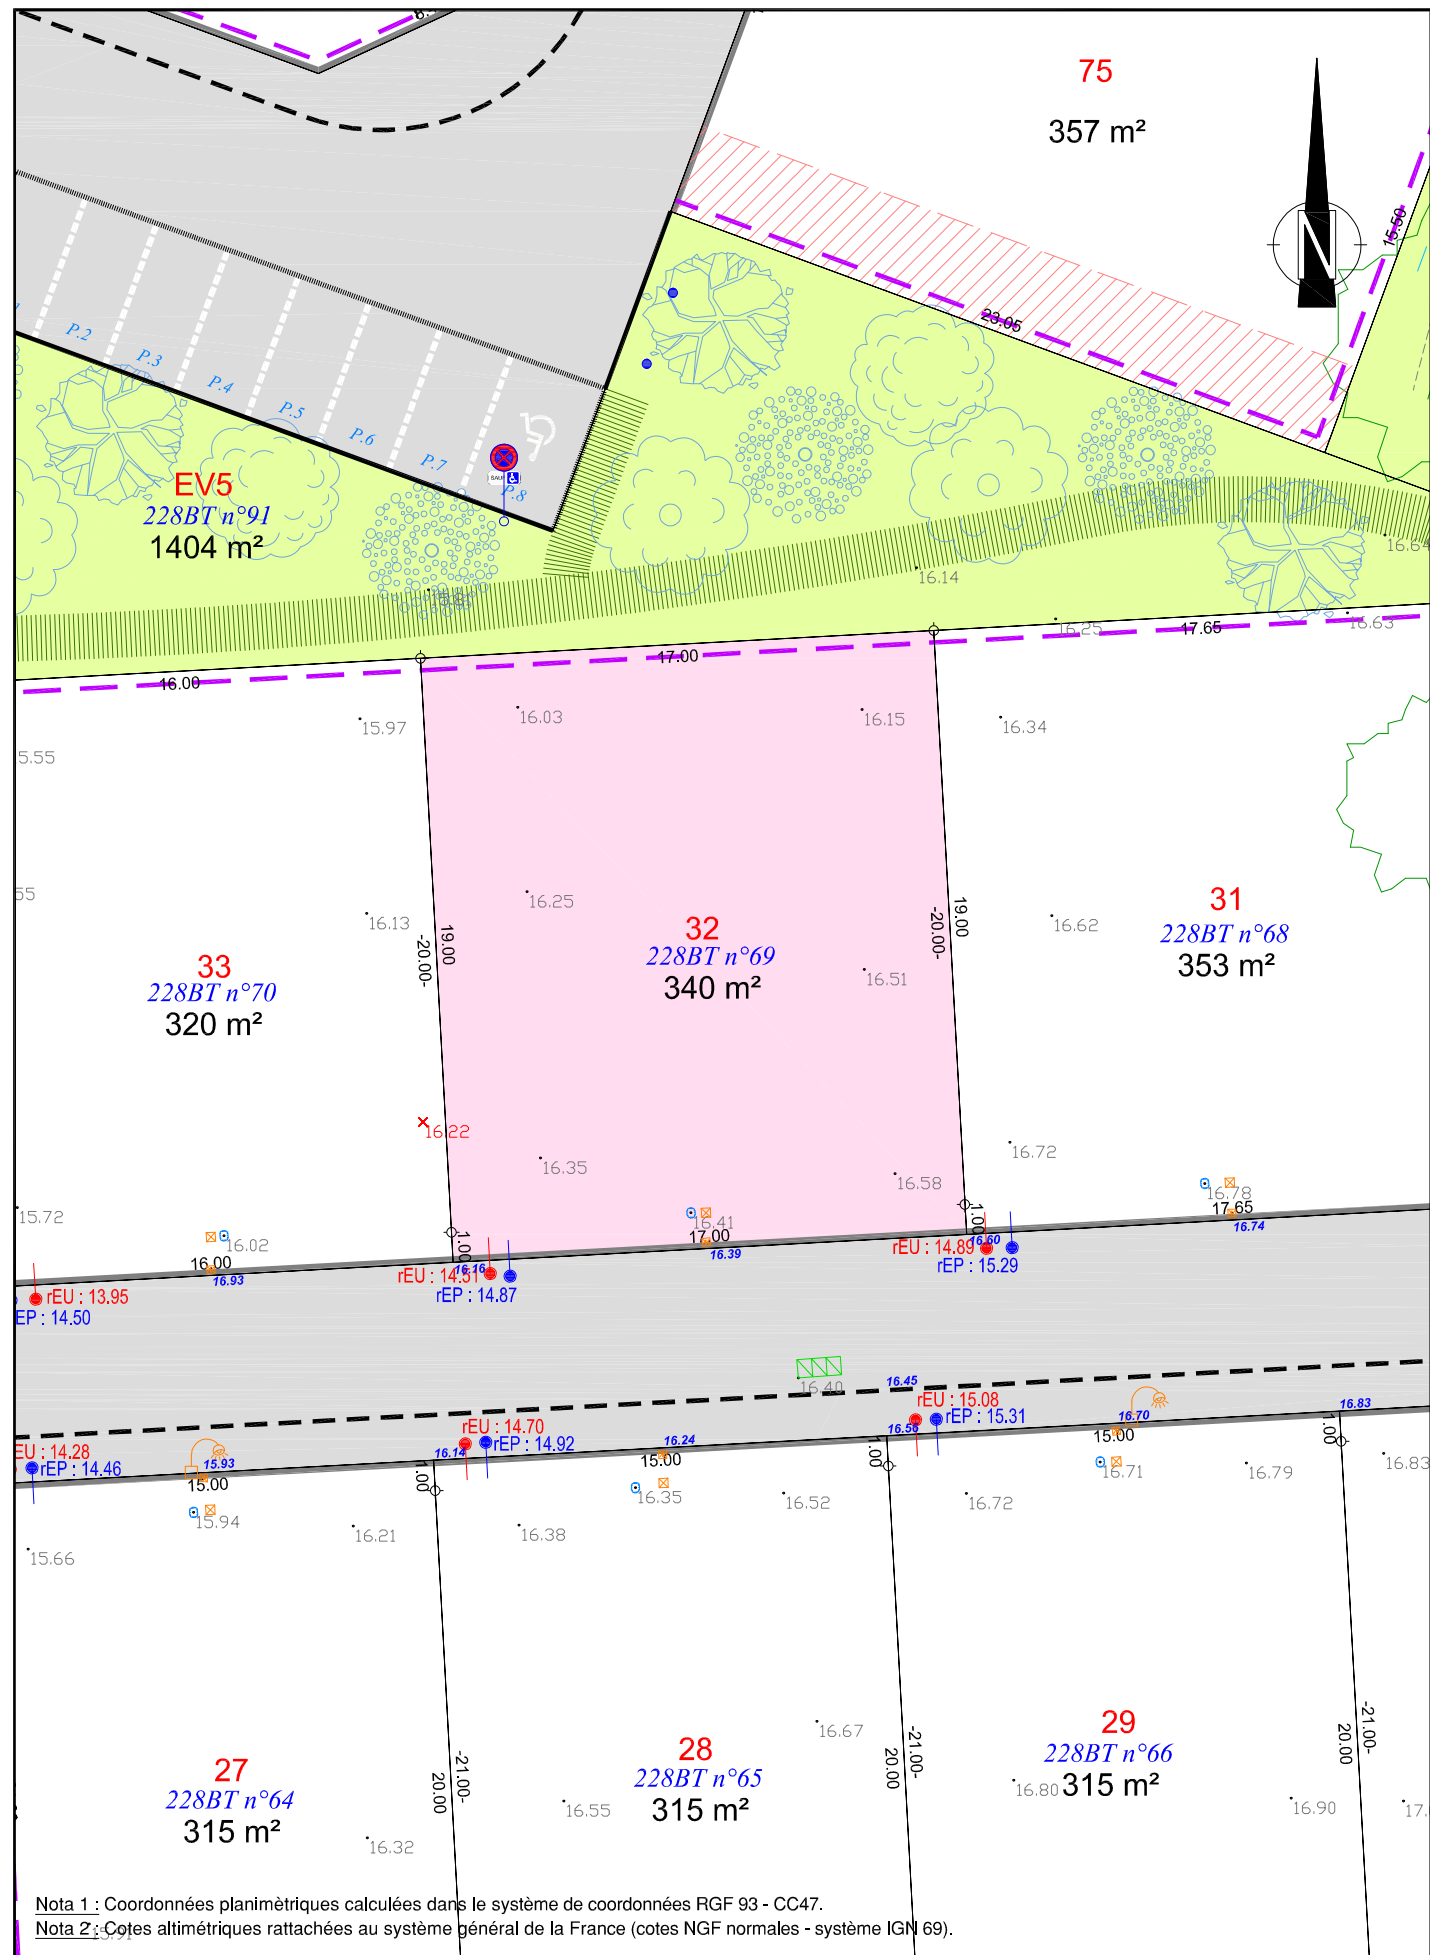 75
357 m²
15.50
23.05
N
P.2
P.3
P.4
P.5
P.6
P.7
P.8
EV5
228BT n°91
1404 m²
16.64
16.14
16.25
17.65
16.63
17.00
16.00
15.97
16.03
16.15
16.34
5.55
55
16.13
16.25
16.62
16.51
19.00
-20.00-
19.00
-20.00-
33
228BT n°70
320 m²
32
228BT n°69
340 m²
31
228BT n°68
353 m²
16.22
16.35
16.58
16.72
15.72
16.02
16.41
16.78
16.00
17.00
17.65
16.93
16.16
16.39
16.60
16.74
1.00
1.00
rEU : 13.95
EP : 14.50
rEU : 14.51
rEP : 14.87
rEU : 14.89
rEP : 15.29
16.40
16.45
rEU : 15.08
rEP : 15.31
rEU : 14.70
rEP : 14.92
EU : 14.28
rEP : 14.46
15.93
16.14
16.24
16.56
16.70
16.83
15.00
15.00
15.00
1.00
1.00
1.00
15.94
16.35
16.71
15.66
16.21
16.38
16.52
16.72
16.79
16.83
16.67
16.55
16.32
16.80
16.90
-21.00-
20.00
-21.00-
20.00
-21.00-
20.00
27
228BT n°64
315 m²
28
228BT n°65
315 m²
29
228BT n°66
315 m²
Nota 1 : Coordonnées planimètriques calculées dans le système de coordonnées RGF 93 - CC47.
Nota 2 : Cotes altimétriques rattachées au système général de la France (cotes NGF normales - système IGN 69).
15.91